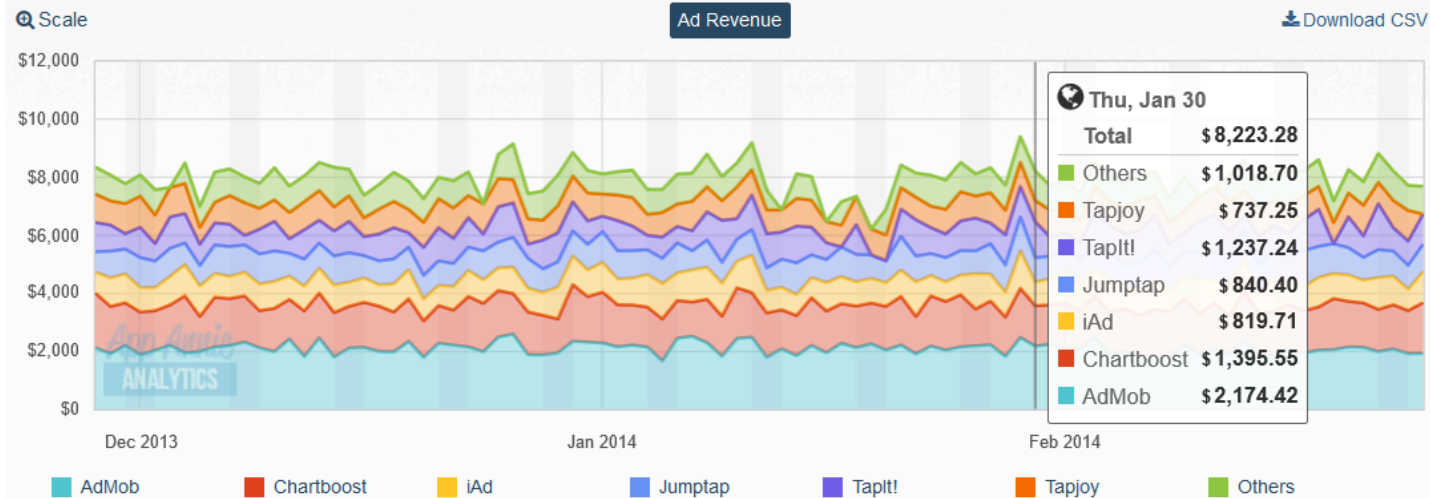 Scale
Ad Revenue
Download CSV
$12,000
$10,000
$8,000
$6,000
$4,000
$2,000
$0
App Annie
ANALYTICS
Thu, Jan 30
Total $8,223.28
Others $1,018.70
Tapjoy $737.25
TapIt! $1,237.24
Jumptap $840.40
iAd $819.71
Chartboost $1,395.55
AdMob $2,174.42
Dec 2013 Jan 2014 Feb 2014
AdMob Chartboost iAd Jumptap TapIt! Tapjoy Others